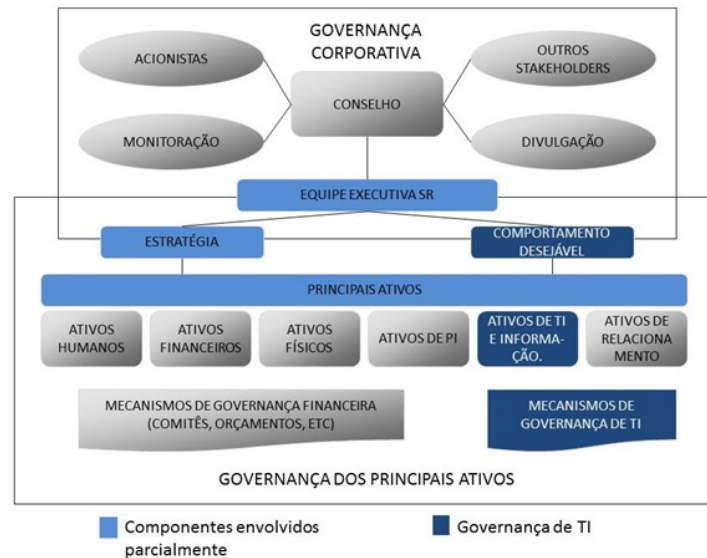 GOVERNANÇA
CORPORATIVA
ACIONISTAS
OUTROS
STAKEHOLDERS
CONSELHO
MONITORAÇÃO
DIVULGAÇÃO
EQUIPE EXECUTIVA SR
ESTRATÉGIA
COMPORTAMENTO
DESEJÁVEL
PRINCIPAIS ATIVOS
ATIVOS
HUMANOS
ATIVOS
FINANCEIROS
ATIVOS
FÍSICOS
ATIVOS DE PI
ATIVOS DE TI
E INFORMA-
ÇÃO.
ATIVOS DE
RELACIONA
MENTO
MECANISMOS DE GOVERNANÇA FINANCEIRA
(COMITÊS, ORÇAMENTOS, ETC)
MECANISMOS DE
GOVERNANÇA DE TI
GOVERNANÇA DOS PRINCIPAIS ATIVOS
Componentes envolvidos
parcialmente
Governança de TI